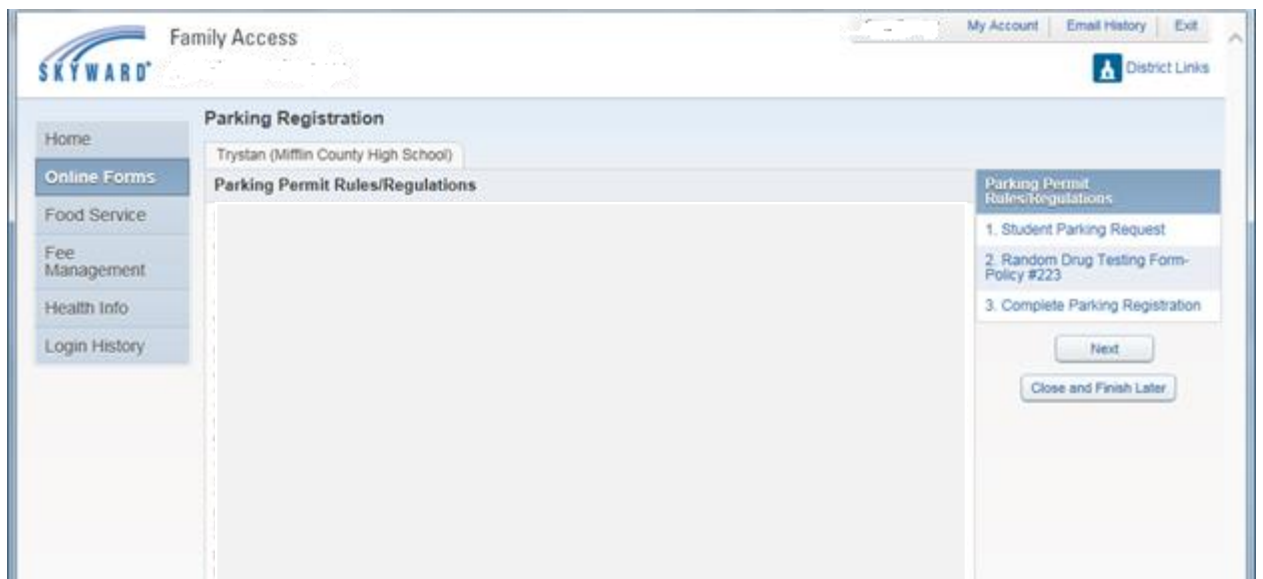 Family Access
SKYWARD
My Account
Email History
Exit
District Links
Home
Online Forms
Food Service
Fee
Management
Health Info
Login History
Parking Registration
Trystan (Mifflin County High School)
Parking Permit Rules/Regulations
Parking Permit
Rules/Regulations
1. Student Parking Request
2. Random Drug Testing Form-
Policy #223
3. Complete Parking Registration
Next
Close and Finish Later